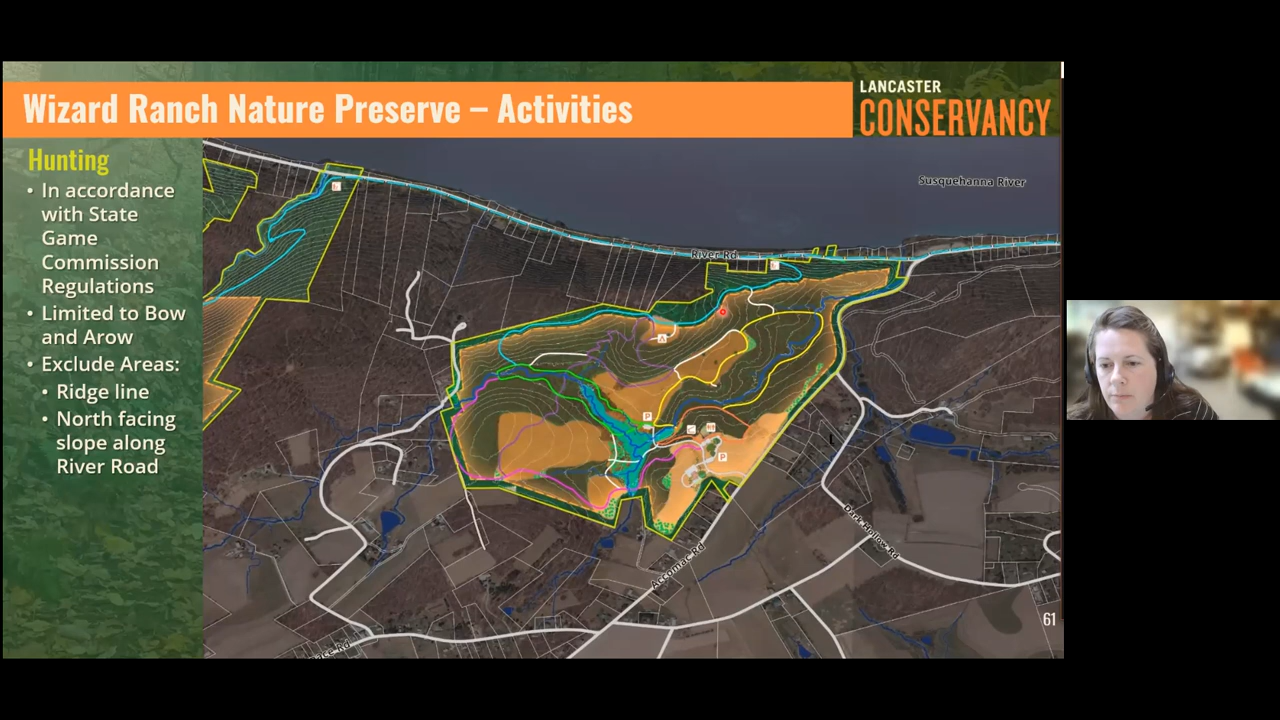 Wizard Ranch Nature Preserve – Activities
LANCASTER
CONSERVANCY
Hunting
• In accordance
with State
Game
Commission
Regulations
• Limited to Bow
and Arow
• Exclude Areas:
• Ridge line
• North facing
slope along
River Road
Susquehanna River
River Rd
P
P
Accomac Rd
Dark Hollow Rd
61